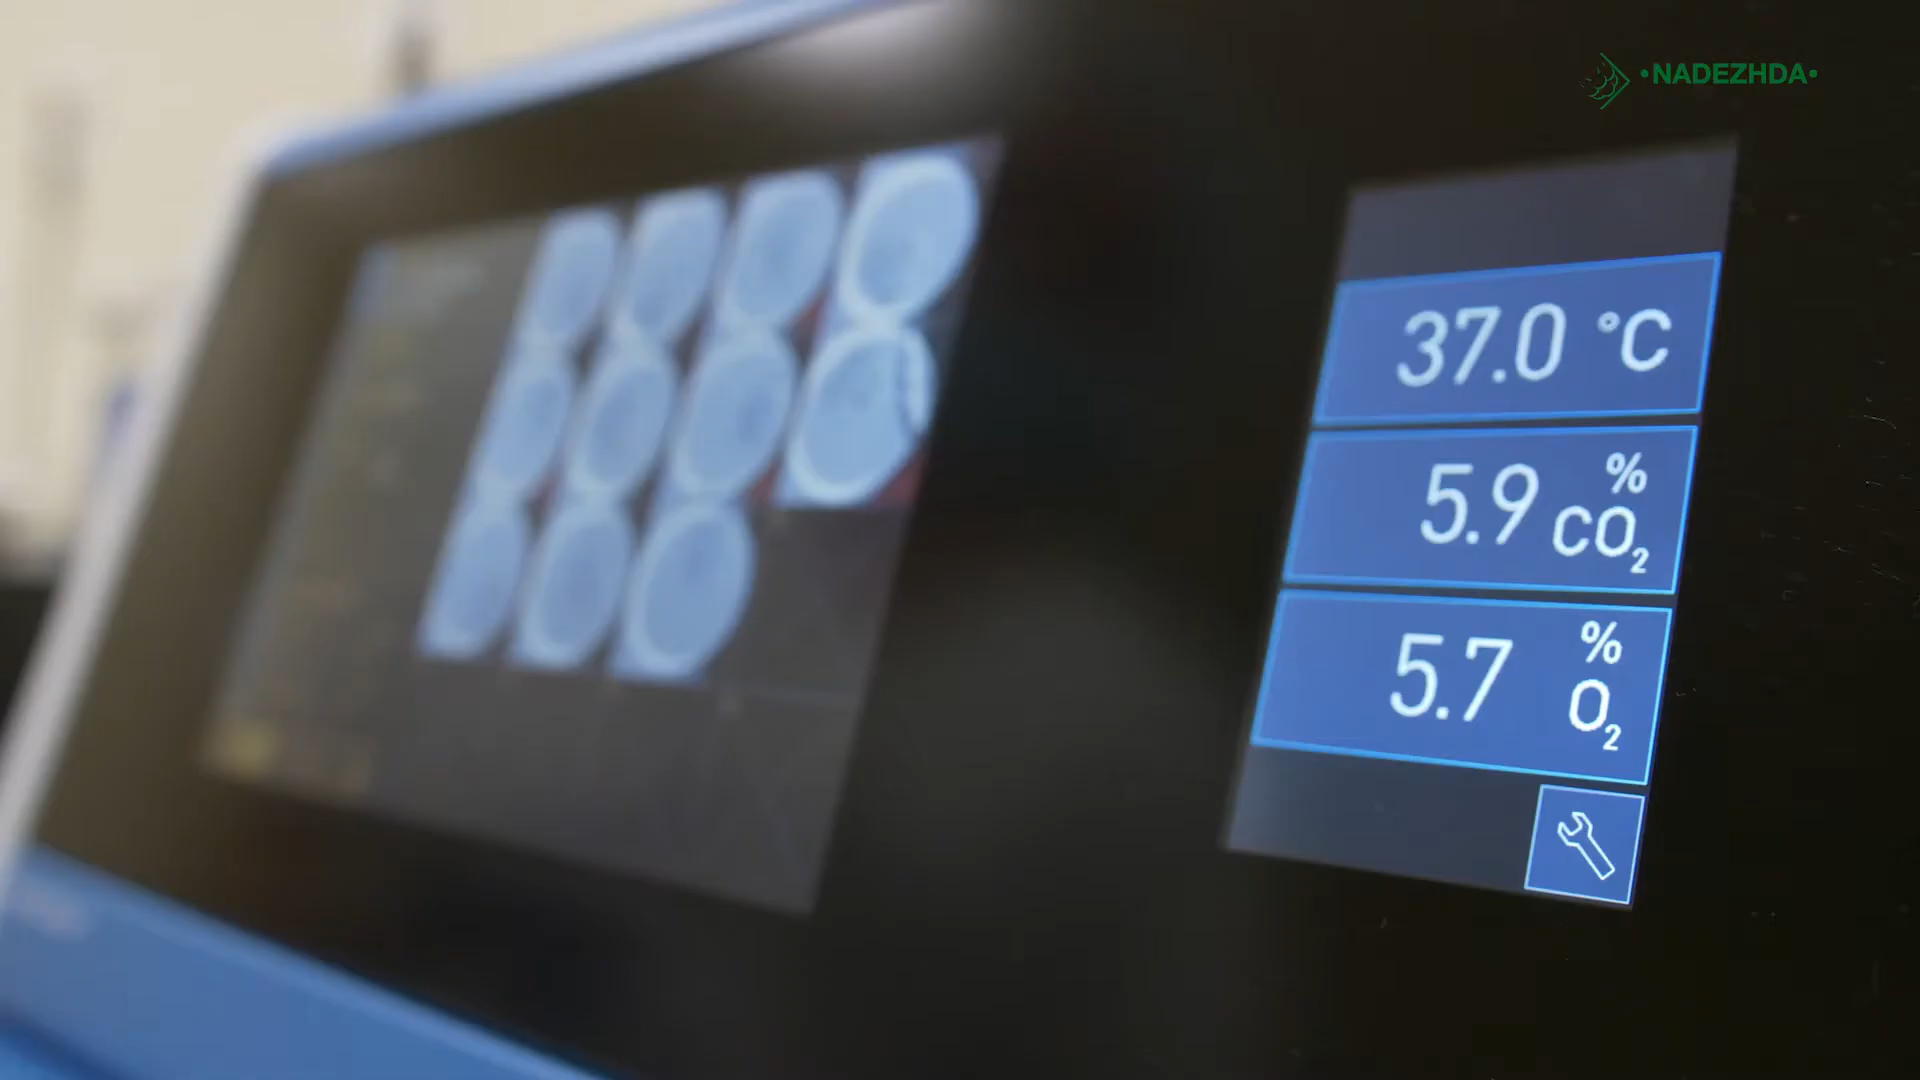 •NADEZHDA•
37.0 °C
5.9 % CO₂
5.7 % O₂